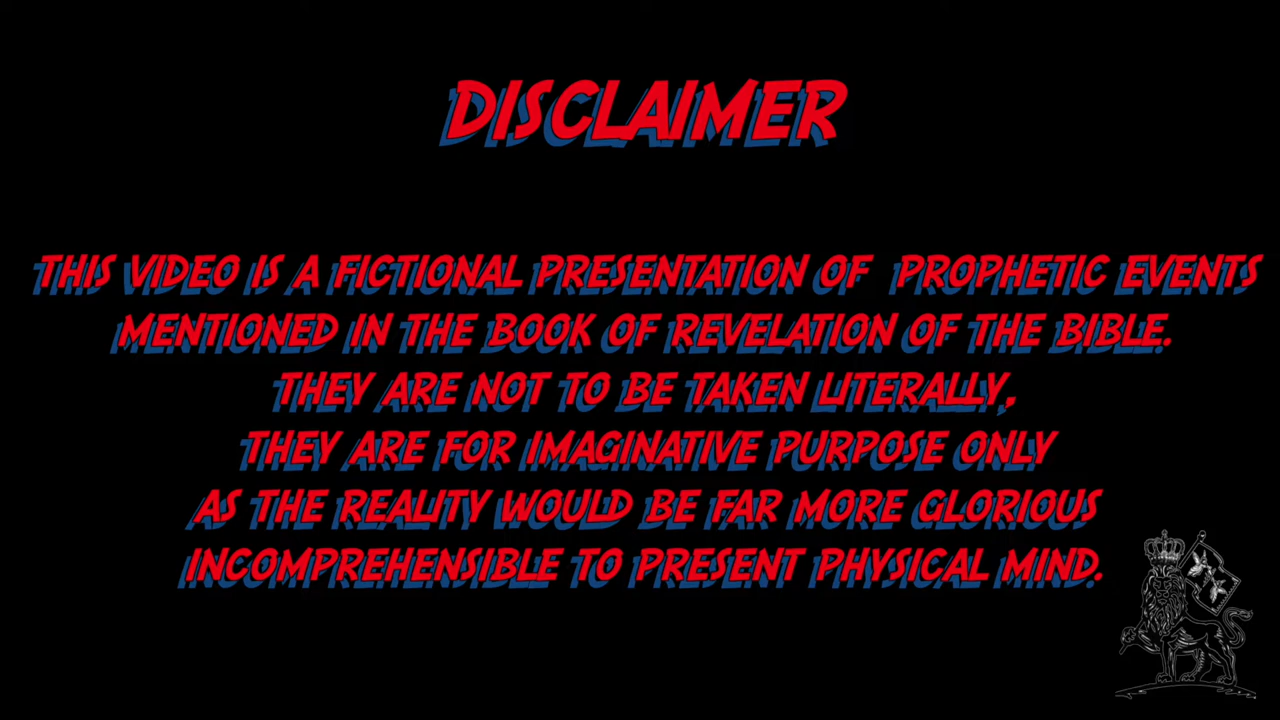 DISCLAIMER
THIS VIDEO IS A FICTIONAL PRESENTATION OF PROPHETIC EVENTS
MENTIONED IN THE BOOK OF REVELATION OF THE BIBLE.
THEY ARE NOT TO BE TAKEN LITERALLY,
THEY ARE FOR IMAGINATIVE PURPOSE ONLY
AS THE REALITY WOULD BE FAR MORE GLORIOUS
INCOMPREHENSIBLE TO PRESENT PHYSICAL MIND.